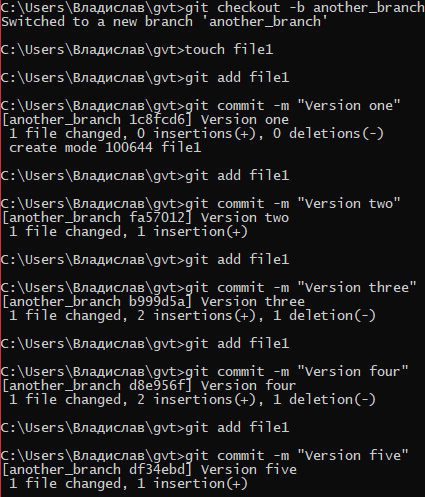 C:\Users\Владислав\gvt>git checkout -b another_branch
Switched to a new branch 'another_branch'
C:\Users\Владислав\gvt>touch file1
C:\Users\Владислав\gvt>git add file1
C:\Users\Владислав\gvt>git commit -m "Version one"
[another_branch 1c8fcd6] Version one
 1 file changed, 0 insertions(+), 0 deletions(-)
 create mode 100644 file1
C:\Users\Владислав\gvt>git add file1
C:\Users\Владислав\gvt>git commit -m "Version two"
[another_branch fa57012] Version two
 1 file changed, 1 insertion(+)
C:\Users\Владислав\gvt>git add file1
C:\Users\Владислав\gvt>git commit -m "Version three"
[another_branch b999d5a] Version three
 1 file changed, 2 insertions(+), 1 deletion(-)
C:\Users\Владислав\gvt>git add file1
C:\Users\Владислав\gvt>git commit -m "Version four"
[another_branch d8e956f] Version four
 1 file changed, 2 insertions(+), 1 deletion(-)
C:\Users\Владислав\gvt>git add file1
C:\Users\Владислав\gvt>git commit -m "Version five"
[another_branch df34ebd] Version five
 1 file changed, 1 insertion(+)